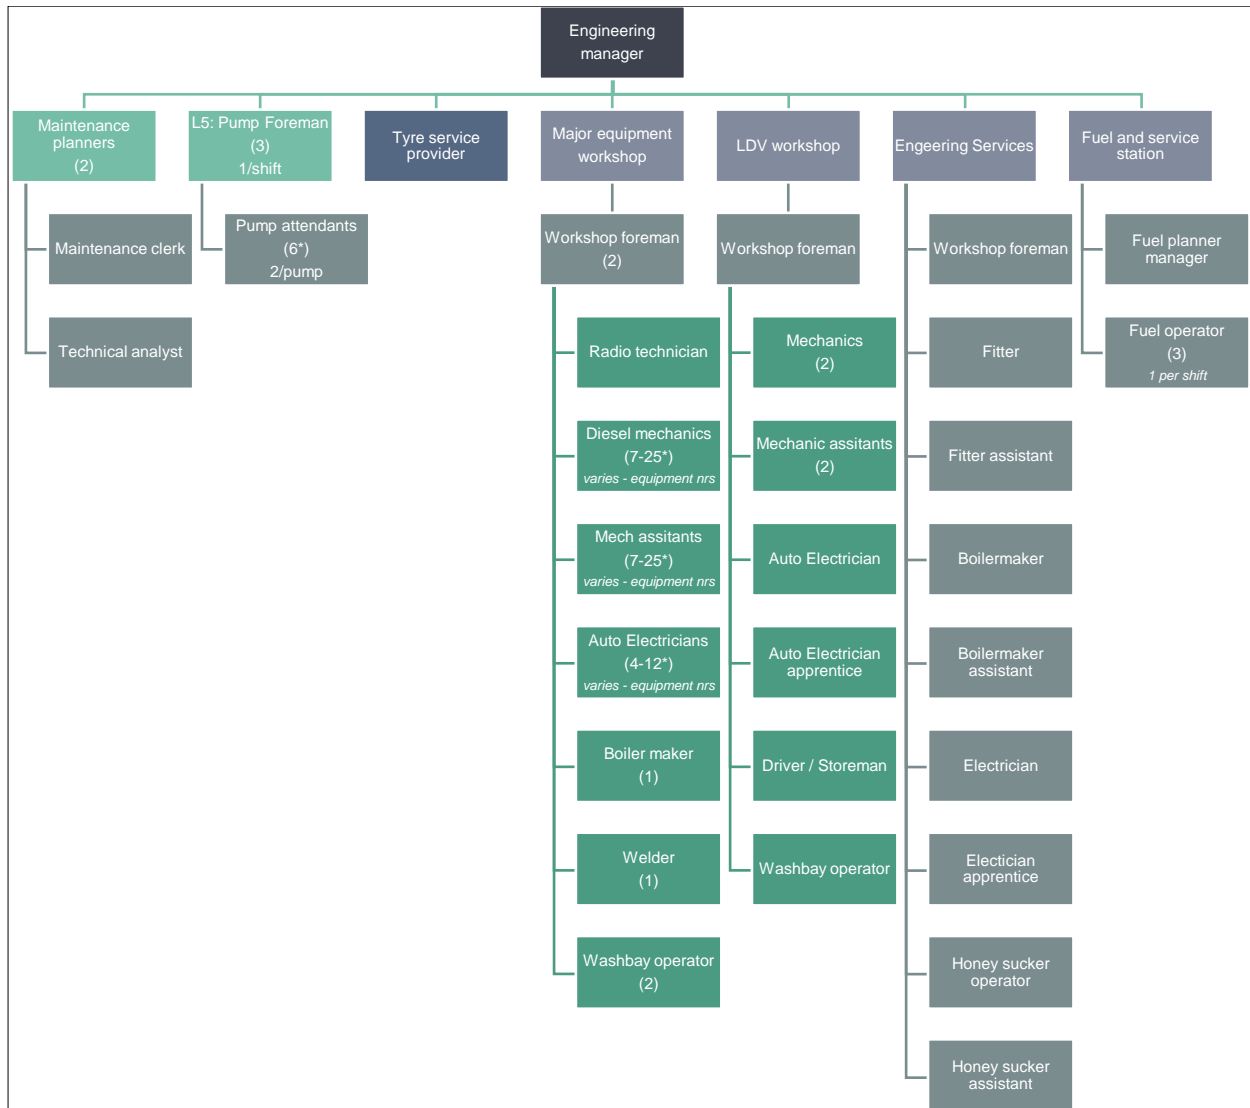 Engineering
manager
Maintenance
planners
(2)
L5: Pump Foreman
(3)
1/shift
Tyre service
provider
Major equipment
workshop
LDV workshop
Engeering Services
Fuel and service
station
Maintenance clerk
Technical analyst
Pump attendants
(6*)
2/pump
Workshop foreman
(2)
Radio technician
Diesel mechanics
(7-25*)
varies - equipment nrs
Mech assitants
(7-25*)
varies - equipment nrs
Auto Electricians
(4-12*)
varies - equipment nrs
Boiler maker
(1)
Welder
(1)
Washbay operator
(2)
Workshop foreman
Mechanics
(2)
Mechanic assitants
(2)
Auto Electrician
Auto Electrician
apprentice
Driver / Storeman
Washbay operator
Workshop foreman
Fitter
Fitter assistant
Boilermaker
Boilermaker
assistant
Electrician
Electician
apprentice
Honey sucker
operator
Honey sucker
assistant
Fuel planner
manager
Fuel operator
(3)
1 per shift